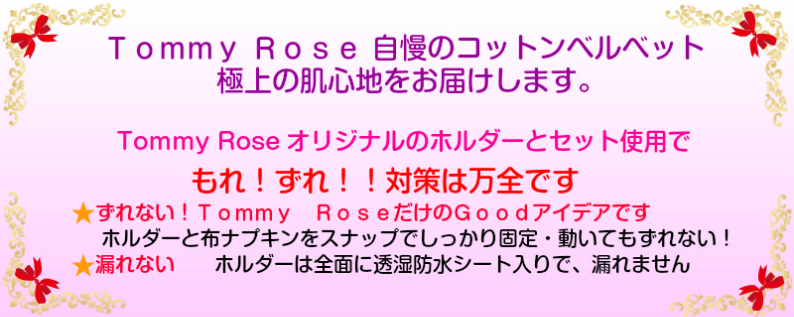 Ｔｏｍｍｙ Ｒｏｓｅ 自慢のコットンベルベット
極上の肌心地をお届けします。
Tommy Rose オリジナルのホルダーとセット使用で
もれ！ずれ！！対策は万全です
★ずれない！Ｔｏｍｍｙ　ＲｏｓｅだけのＧｏｏｄアイデアです
ホルダーと布ナプキンをスナップでしっかり固定・動いてもずれない！
★漏れない　　ホルダーは全面に透湿防水シート入りで、漏れません